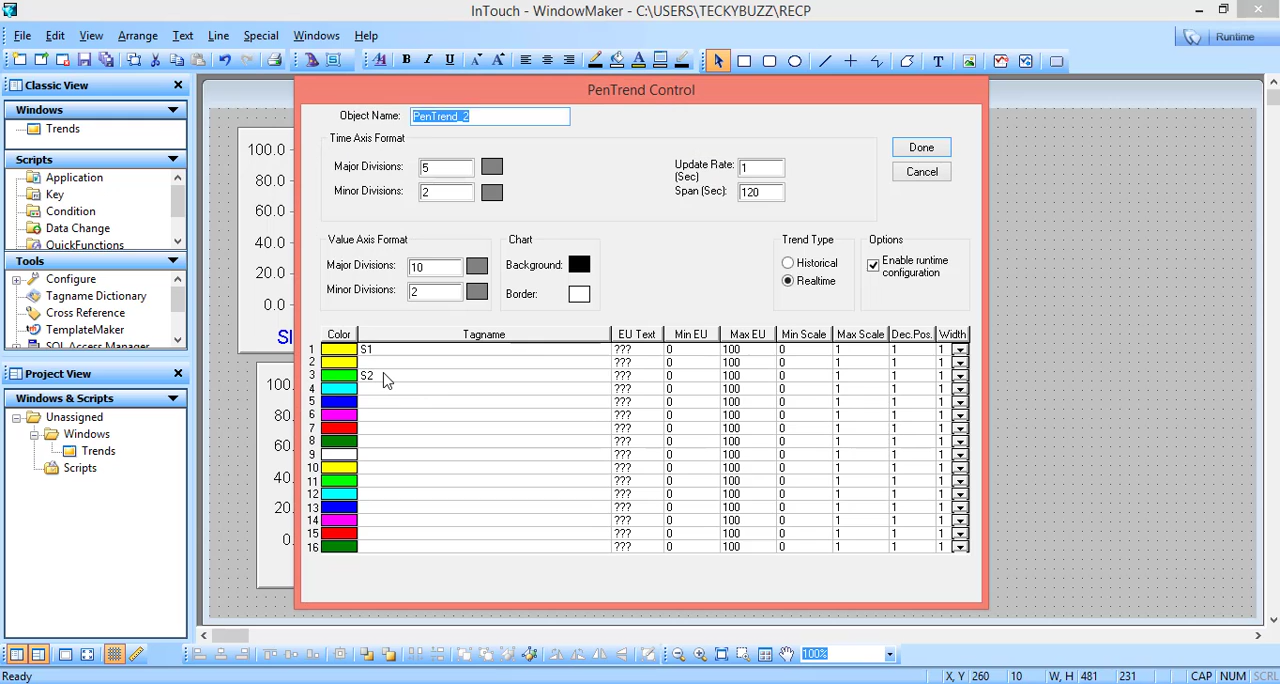 InTouch - WindowMaker - C:\USERS\TECKYBUZZ\RECP
File Edit View Arrange Text Line Special Windows Help
Runtime
Classic View
Windows
Trends
Scripts
Application
Key
Condition
Data Change
QuickFunctions
Tools
Configure
Tagname Dictionary
Cross Reference
TemplateMaker
SQL Access Manager
Project View
Windows & Scripts
Unassigned
Windows
Trends
Scripts
100.0
80.0
60.0
40.0
20.0
0.0
Sl
100.
80.
60.
40.
20.
0.
PenTrend Control
Object Name: PenTrend_2
Time Axis Format
Major Divisions: 5
Minor Divisions: 2
Update Rate: (Sec) 1
Span (Sec): 120
Done
Cancel
Value Axis Format
Major Divisions: 10
Minor Divisions: 2
Chart
Background:
Border:
Trend Type
Historical
Realtime
Options
Enable runtime configuration
Color Tagname EU Text Min EU Max EU Min Scale Max Scale Dec.Pos. Width
1 S1 ??? 0 100 0 1 1 1
2 ??? 0 100 0 1 1 1
3 S2 ??? 0 100 0 1 1 1
4 ??? 0 100 0 1 1 1
5 ??? 0 100 0 1 1 1
6 ??? 0 100 0 1 1 1
7 ??? 0 100 0 1 1 1
8 ??? 0 100 0 1 1 1
9 ??? 0 100 0 1 1 1
10 ??? 0 100 0 1 1 1
11 ??? 0 100 0 1 1 1
12 ??? 0 100 0 1 1 1
13 ??? 0 100 0 1 1 1
14 ??? 0 100 0 1 1 1
15 ??? 0 100 0 1 1 1
16 ??? 0 100 0 1 1 1
100%
Ready
X, Y 260 10 W, H 481 231 CAP NUM SCRL